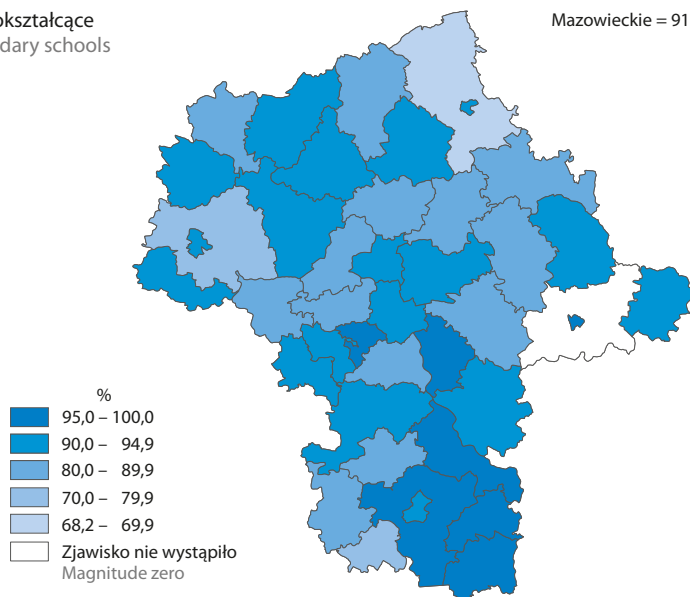 okształcące
dary schools
Mazowieckie = 91
%
95,0 – 100,0
90,0 – 94,9
80,0 – 89,9
70,0 – 79,9
68,2 – 69,9
Zjawisko nie wystąpiło
Magnitude zero